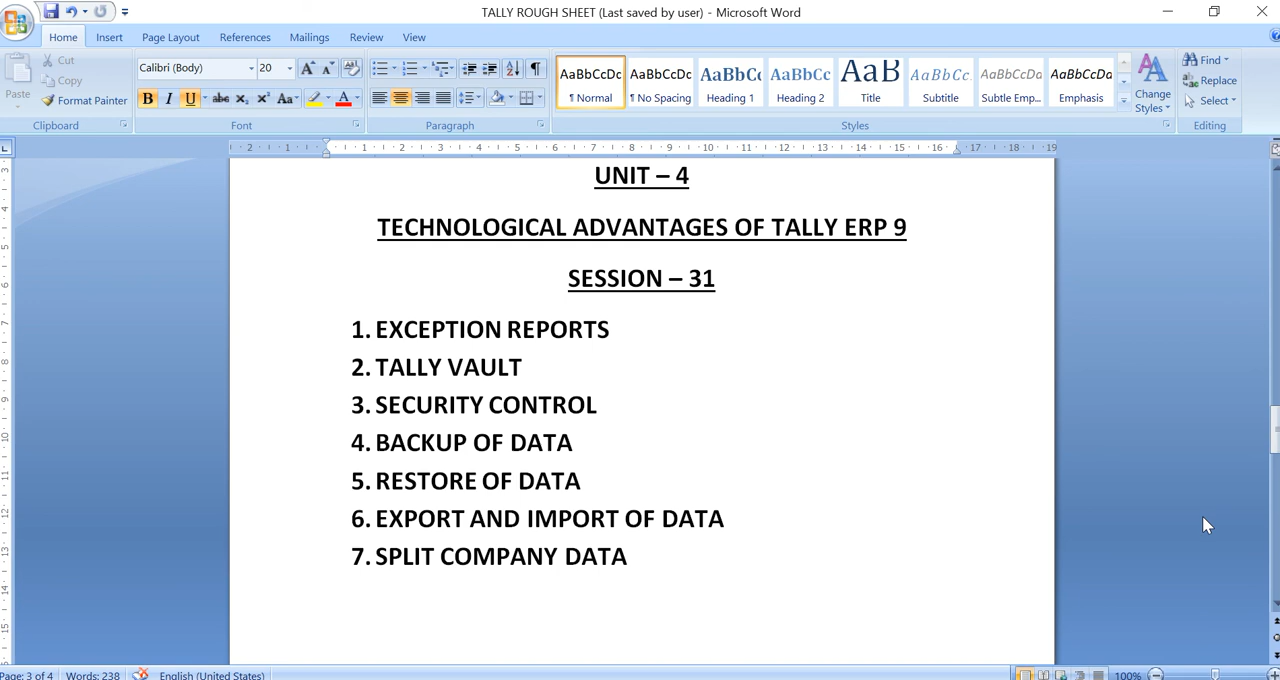 TALLY ROUGH SHEET (Last saved by user) - Microsoft Word
Home Insert Page Layout References Mailings Review View
Paste Cut Copy Format Painter
Calibri (Body) 20
AaBbCcDc AaBbCcDc AaBbCc AaBbCc AaB AaBbCc. AaBbCcDa AaBbCcDa
¶ Normal ¶ No Spacing Heading 1 Heading 2 Title Subtitle Subtle Emp... Emphasis
Change Styles
Find
Replace
Select
Clipboard Font Paragraph Styles Editing
UNIT – 4
TECHNOLOGICAL ADVANTAGES OF TALLY ERP 9
SESSION – 31
1. EXCEPTION REPORTS
2. TALLY VAULT
3. SECURITY CONTROL
4. BACKUP OF DATA
5. RESTORE OF DATA
6. EXPORT AND IMPORT OF DATA
7. SPLIT COMPANY DATA
Page: 3 of 4 Words: 238 English (United States) 100%